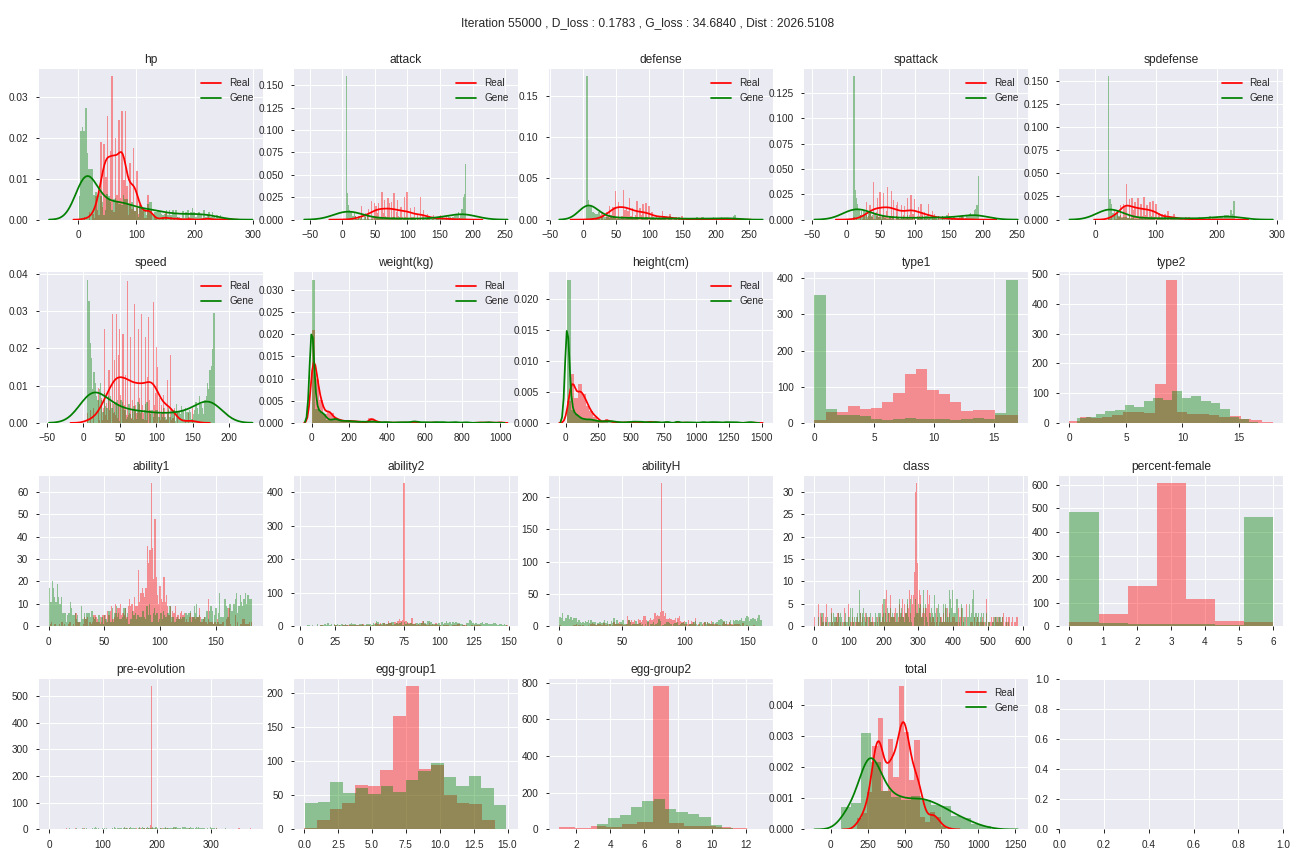 Iteration 55000 , D_loss : 0.1783 , G_loss : 34.6840 , Dist : 2026.5108
hp attack defense spattack spdefense
Real Real Real Real Real
Gene Gene Gene Gene Gene
0.03 0.02 0.01 0.00
0.150 0.125 0.100 0.075 0.050 0.025 0.000
0.15 0.10 0.05 0.00
0.125 0.100 0.075 0.050 0.025 0.000
0.150 0.125 0.100 0.075 0.050 0.025 0.000
0 100 200 300
-50 0 50 100 150 200 250
0 100 200
-50 0 50 100 150 200 250
0 100 200 300
speed weight(kg) height(cm) type1 type2
Real Real Real
Gene Gene Gene
0.04 0.03 0.02 0.01 0.00
0.030 0.025 0.020 0.015 0.010 0.005 0.000
0.020 0.015 0.010 0.005 0.000
400 300 200 100 0
500 400 300 200 100 0
-50 0 50 100 150 200
0 200 400 600 800 1000
0 250 500 750 1000 1250 1500
0 5 10 15
0 5 10 15
ability1 ability2 abilityH class percent-female
60 50 40 30 20 10 0
400 300 200 100 0
200 150 100 50 0
30 25 20 15 10 5 0
600 500 400 300 200 100 0
0 50 100 150
0 25 50 75 100 125 150
0 50 100 150
0 100 200 300 400 500 600
0 1 2 3 4 5 6
pre-evolution egg-group1 egg-group2 total
Real
Gene
500 400 300 200 100 0
200 150 100 50 0
800 600 400 200 0
0.004 0.003 0.002 0.001 0.000
1.0 0.8 0.6 0.4 0.2 0.0
0 100 200 300
0.0 2.5 5.0 7.5 10.0 12.5 15.0
2 4 6 8 10 12
0 250 500 750 1000 1250
0.0 0.2 0.4 0.6 0.8 1.0